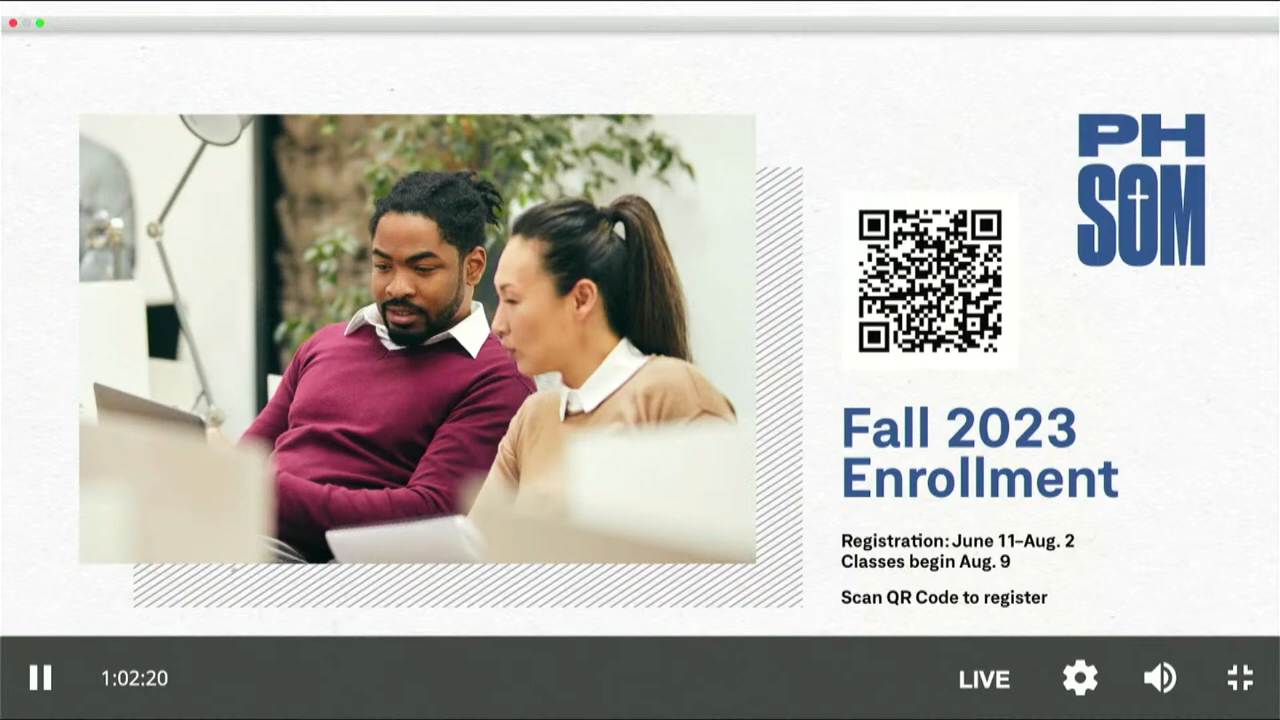 PH
SOM
Fall 2023
Enrollment
Registration: June 11–Aug. 2
Classes begin Aug. 9
Scan QR Code to register
1:02:20
LIVE